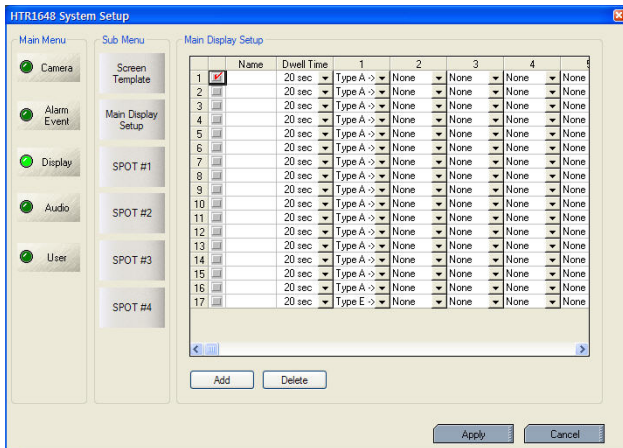 HTR1648 System Setup
Main Menu
Camera
Alarm
Event
Display
Audio
User
Sub Menu
Screen
Template
Main Display
Setup
SPOT #1
SPOT #2
SPOT #3
SPOT #4
Main Display Setup
Name Dwell Time 1 2 3 4 5
1 20 sec Type A -> None None None None
2 20 sec Type A -> None None None None
3 20 sec Type A -> None None None None
4 20 sec Type A -> None None None None
5 20 sec Type A -> None None None None
6 20 sec Type A -> None None None None
7 20 sec Type A -> None None None None
8 20 sec Type A -> None None None None
9 20 sec Type A -> None None None None
10 20 sec Type A -> None None None None
11 20 sec Type A -> None None None None
12 20 sec Type A -> None None None None
13 20 sec Type A -> None None None None
14 20 sec Type A -> None None None None
15 20 sec Type A -> None None None None
16 20 sec Type A -> None None None None
17 20 sec Type E -> None None None None
Add Delete
Apply Cancel